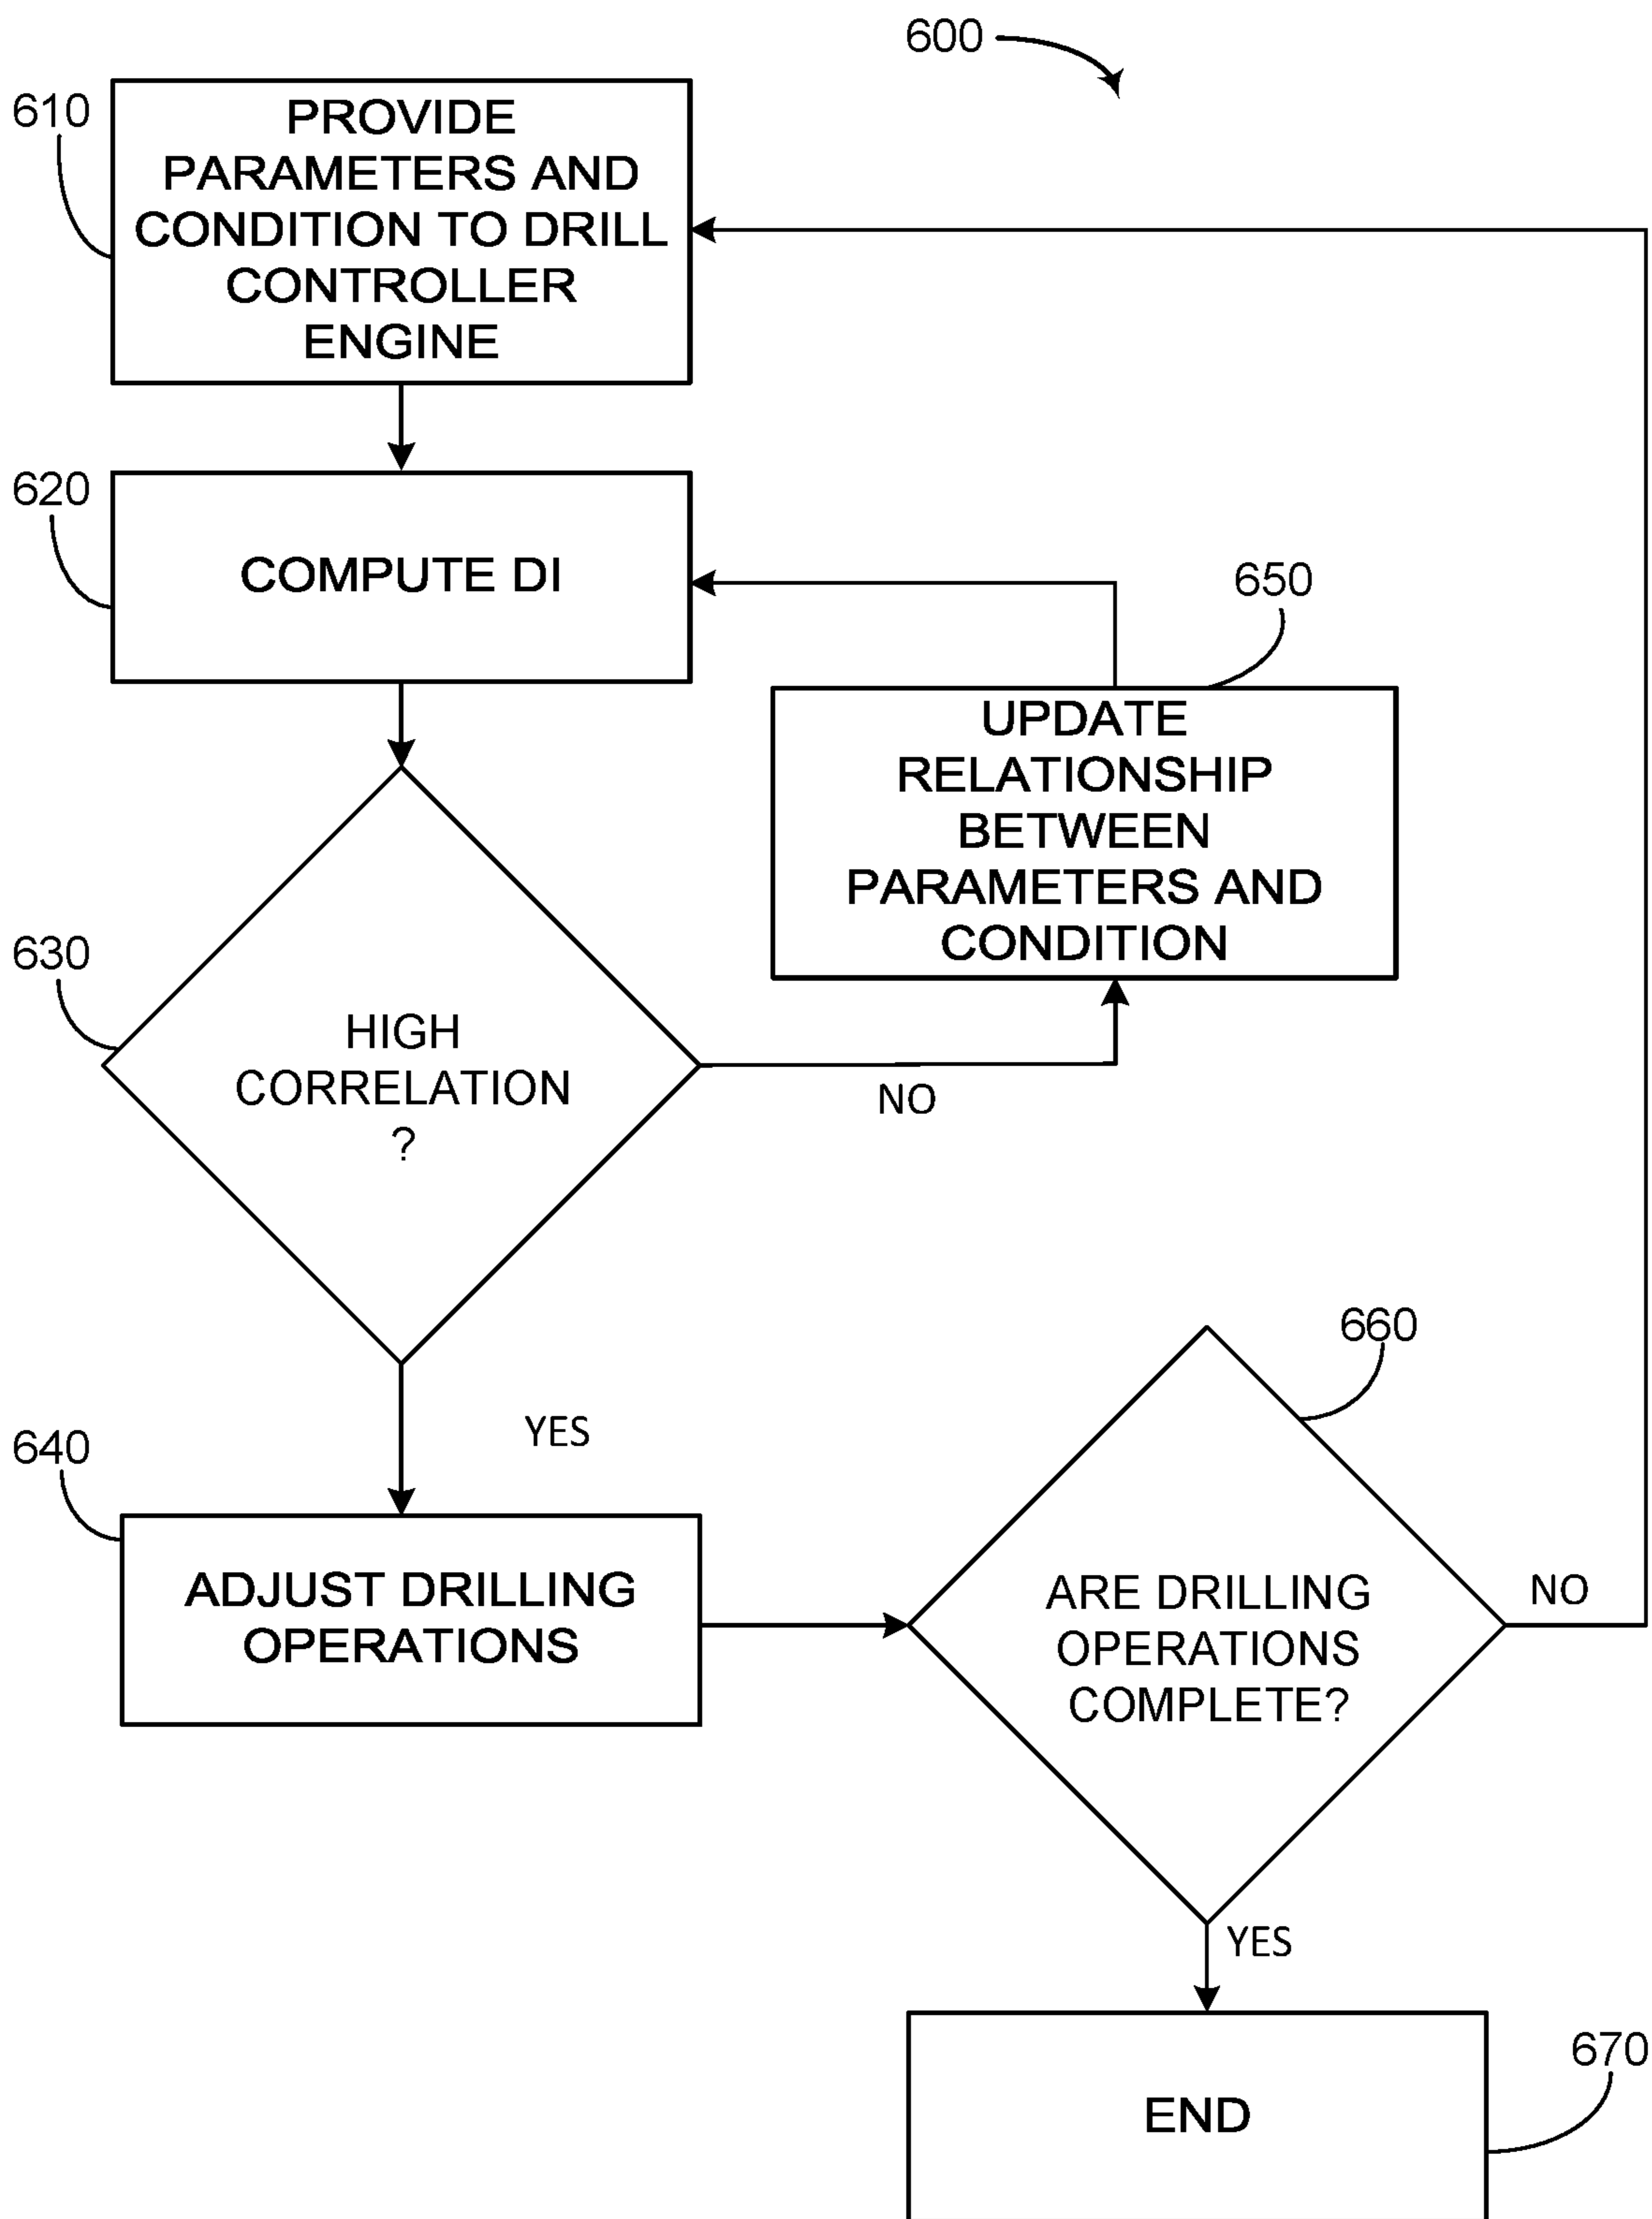 600
610
PROVIDE
PARAMETERS AND
CONDITION TO DRILL
CONTROLLER
ENGINE
620
COMPUTE DI
650
UPDATE
RELATIONSHIP
BETWEEN
PARAMETERS AND
CONDITION
630
HIGH
CORRELATION
?
NO
YES
640
ADJUST DRILLING
OPERATIONS
660
ARE DRILLING
OPERATIONS
COMPLETE?
NO
YES
670
END